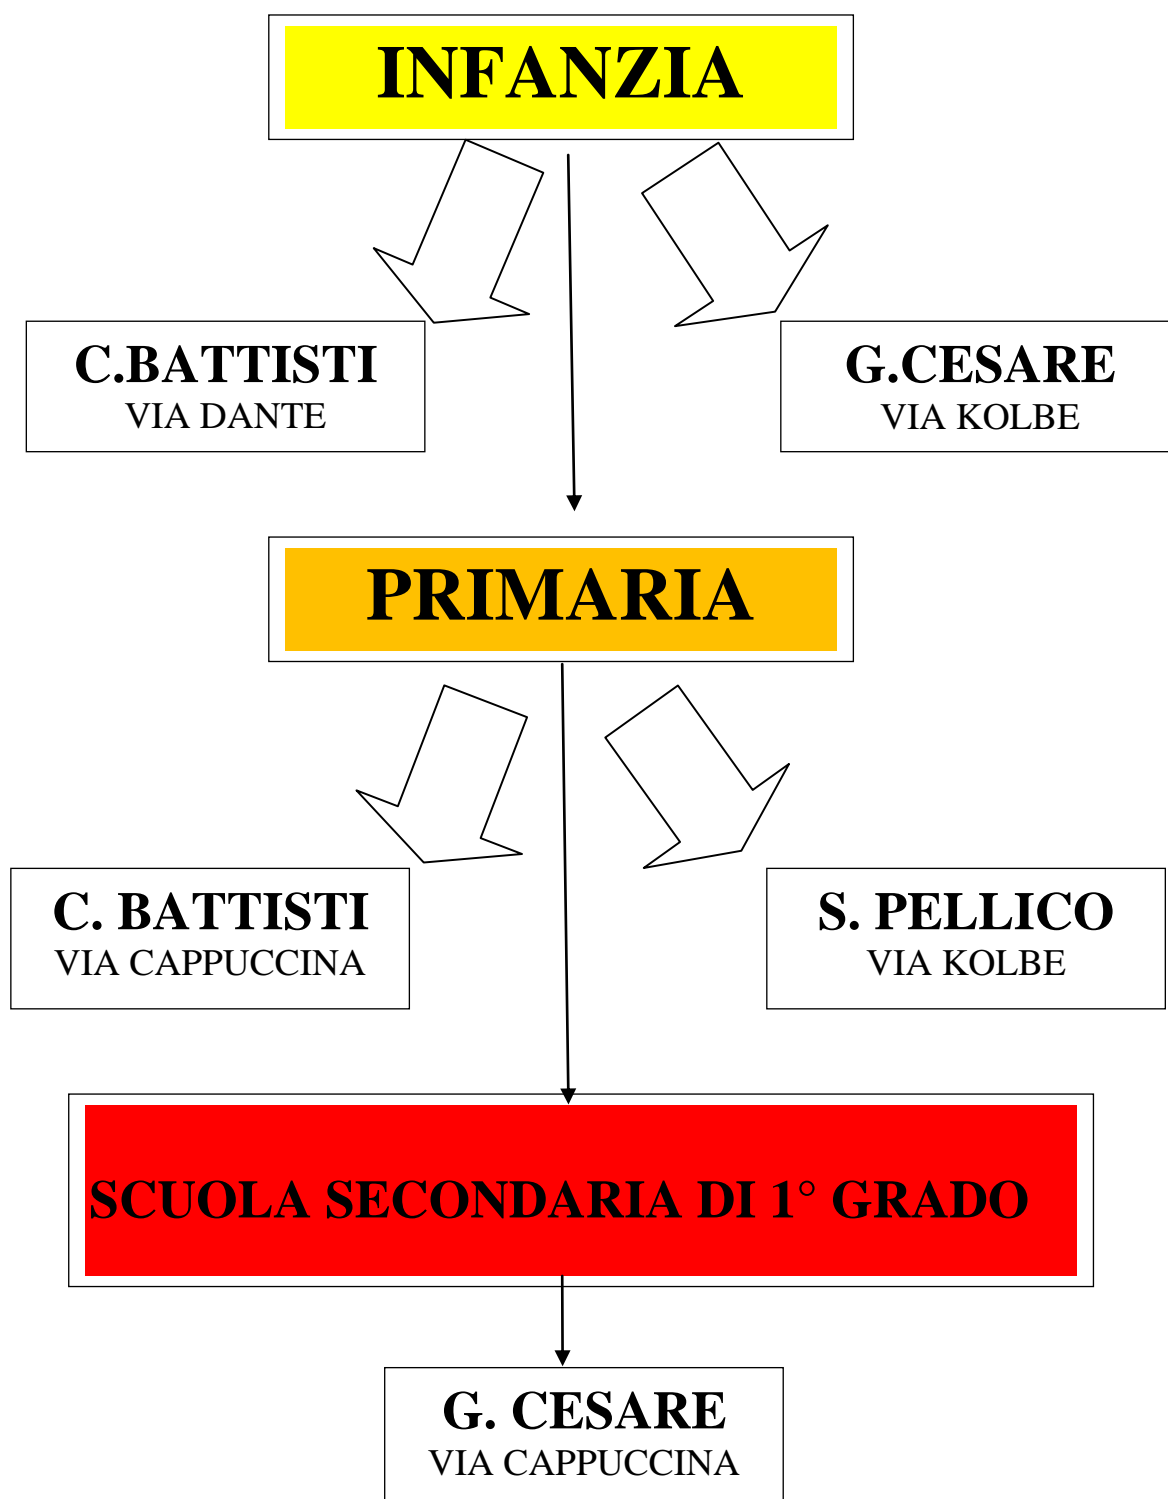 INFANZIA
C.BATTISTI
VIA DANTE
G.CESARE
VIA KOLBE
PRIMARIA
C. BATTISTI
VIA CAPPUCCINA
S. PELLICO
VIA KOLBE
SCUOLA SECONDARIA DI 1° GRADO
G. CESARE
VIA CAPPUCCINA